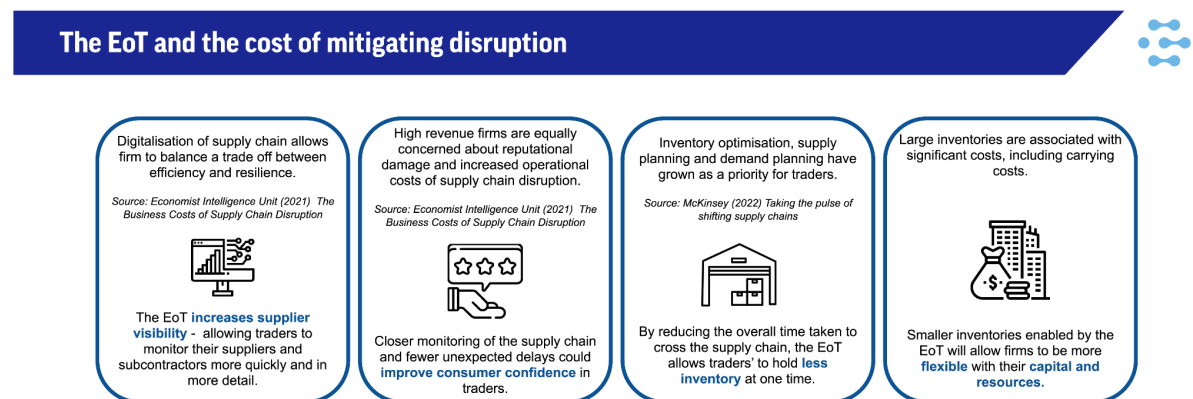 The EoT and the cost of mitigating disruption
Digitalisation of supply chain allows
firm to balance a trade off between
efficiency and resilience.
Source: Economist Intelligence Unit (2021) The
Business Costs of Supply Chain Disruption
The EoT increases supplier
visibility - allowing traders to
monitor their suppliers and
subcontractors more quickly and in
more detail.
High revenue firms are equally
concerned about reputational
damage and increased operational
costs of supply chain disruption.
Source: Economist Intelligence Unit (2021) The
Business Costs of Supply Chain Disruption
Closer monitoring of the supply chain
and fewer unexpected delays could
improve consumer confidence in
traders.
Inventory optimisation, supply
planning and demand planning have
grown as a priority for traders.
Source: McKinsey (2022) Taking the pulse of
shifting supply chains
By reducing the overall time taken to
cross the supply chain, the EoT
allows traders’ to hold less
inventory at one time.
Large inventories are associated with
significant costs, including carrying
costs.
$
Smaller inventories enabled by the
EoT will allow firms to be more
flexible with their capital and
resources.